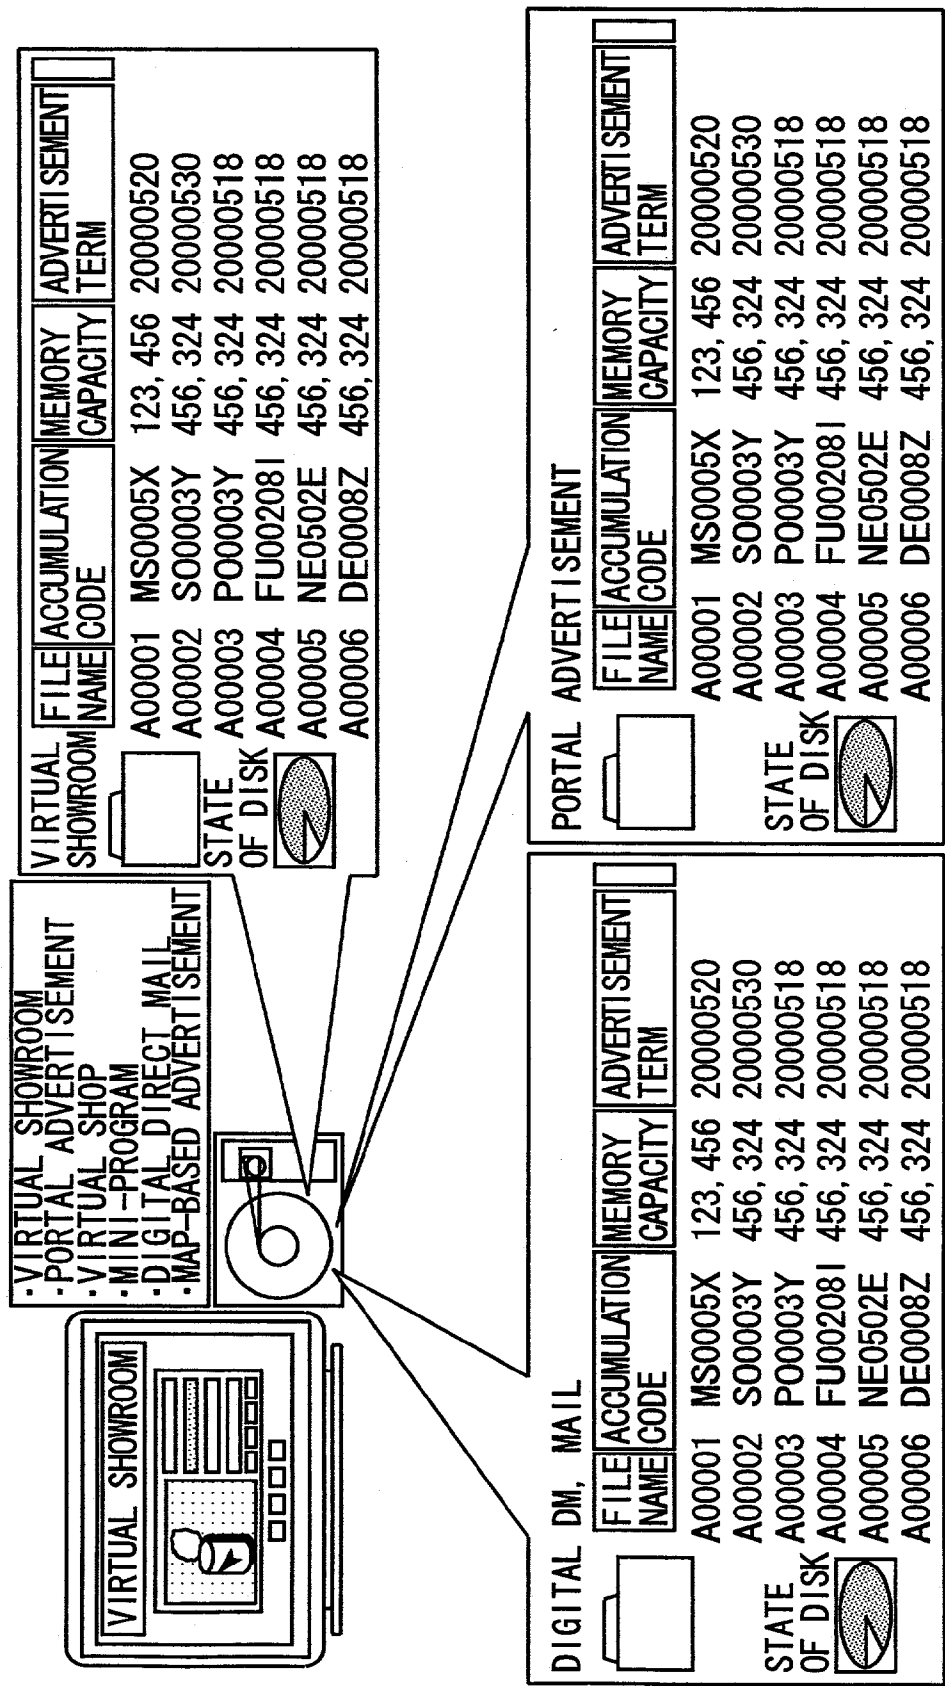 VIRTUAL SHOWROOM
· VIRTUAL SHOWROOM
· PORTAL ADVERTISEMENT
· VIRTUAL SHOP
· MINI-PROGRAM
· DIGITAL DIRECT MAIL
· MAP-BASED ADVERTISEMENT
VIRTUAL SHOWROOM
STATE OF DISK
FILE NAME ACCUMULATION CODE MEMORY CAPACITY ADVERTISEMENT TERM
A00001 MS0005X 123, 456 20000520
A00002 SO0003Y 456, 324 20000530
A00003 PO0003Y 456, 324 20000518
A00004 FU00208I 456, 324 20000518
A00005 NE0502E 456, 324 20000518
A00006 DE0008Z 456, 324 20000518
DIGITAL DM, MAIL
STATE OF DISK
FILE NAME ACCUMULATION CODE MEMORY CAPACITY ADVERTISEMENT TERM
A00001 MS0005X 123, 456 20000520
A00002 SO0003Y 456, 324 20000530
A00003 PO0003Y 456, 324 20000518
A00004 FU00208I 456, 324 20000518
A00005 NE0502E 456, 324 20000518
A00006 DE0008Z 456, 324 20000518
PORTAL ADVERTISEMENT
STATE OF DISK
FILE NAME ACCUMULATION CODE MEMORY CAPACITY ADVERTISEMENT TERM
A00001 MS0005X 123, 456 20000520
A00002 SO0003Y 456, 324 20000530
A00003 PO0003Y 456, 324 20000518
A00004 FU00208I 456, 324 20000518
A00005 NE0502E 456, 324 20000518
A00006 DE0008Z 456, 324 20000518